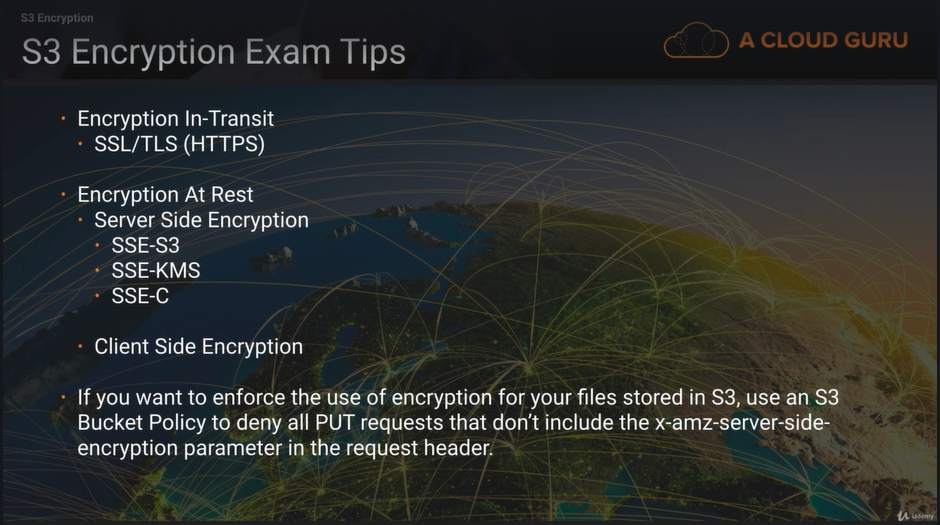 S3 Encryption
S3 Encryption Exam Tips
A CLOUD GURU
Encryption In-Transit
SSL/TLS (HTTPS)
Encryption At Rest
Server Side Encryption
SSE-S3
SSE-KMS
SSE-C
Client Side Encryption
If you want to enforce the use of encryption for your files stored in S3, use an S3
Bucket Policy to deny all PUT requests that don't include the x-amz-server-side-
encryption parameter in the request header.
Udemy